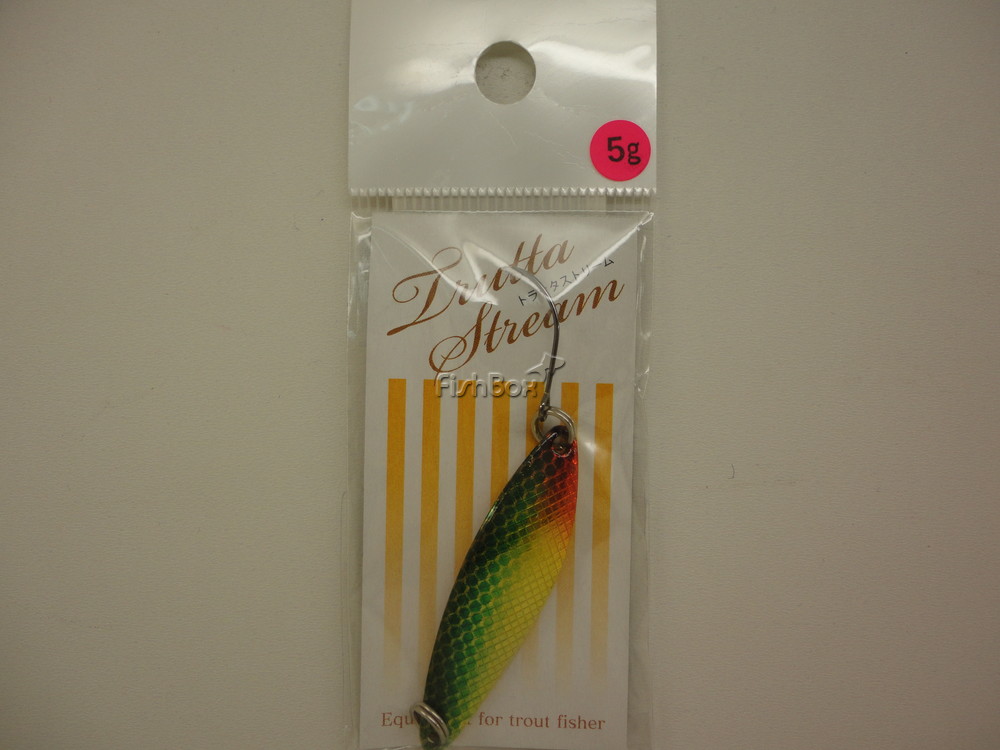 5g
Trutta
トラッタストリーム
Stream
FishBox
for trout fisher